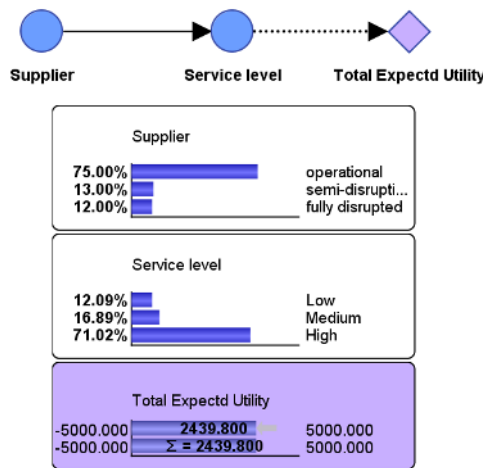 Supplier Service level Total Expectd Utility
Supplier
75.00% operational
13.00% semi-disrupti...
12.00% fully disrupted
Service level
12.09% Low
16.89% Medium
71.02% High
Total Expectd Utility
-5000.000 2439.800 5000.000
-5000.000 Σ = 2439.800 5000.000